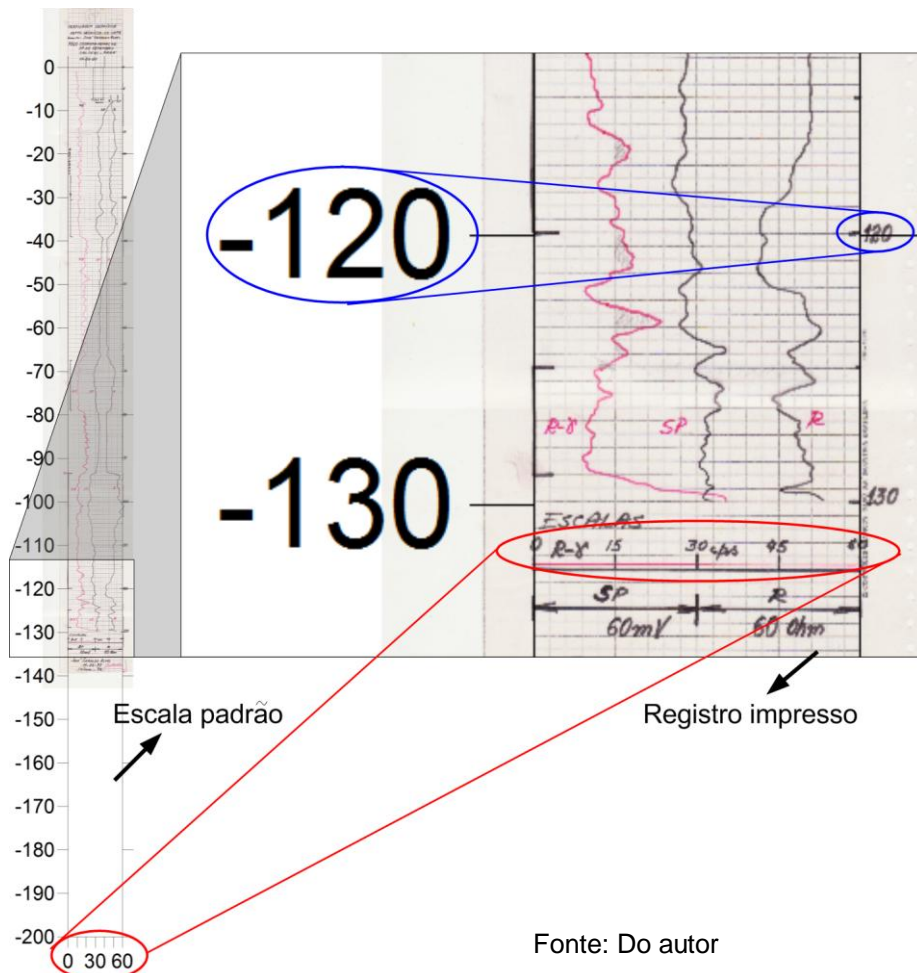 0
-10
-20
-30
-40
-50
-60
-70
-80
-90
-100
-110
-120
-130
-140
-150
-160
-170
-180
-190
-200
0 30 60
-120
-130
120
R-γ SP R
130
ESCALAS
0 R-γ 15 30 cps 45 60
SP R
60mV 60 Ohm
Escala padrão
Registro impresso
Fonte: Do autor